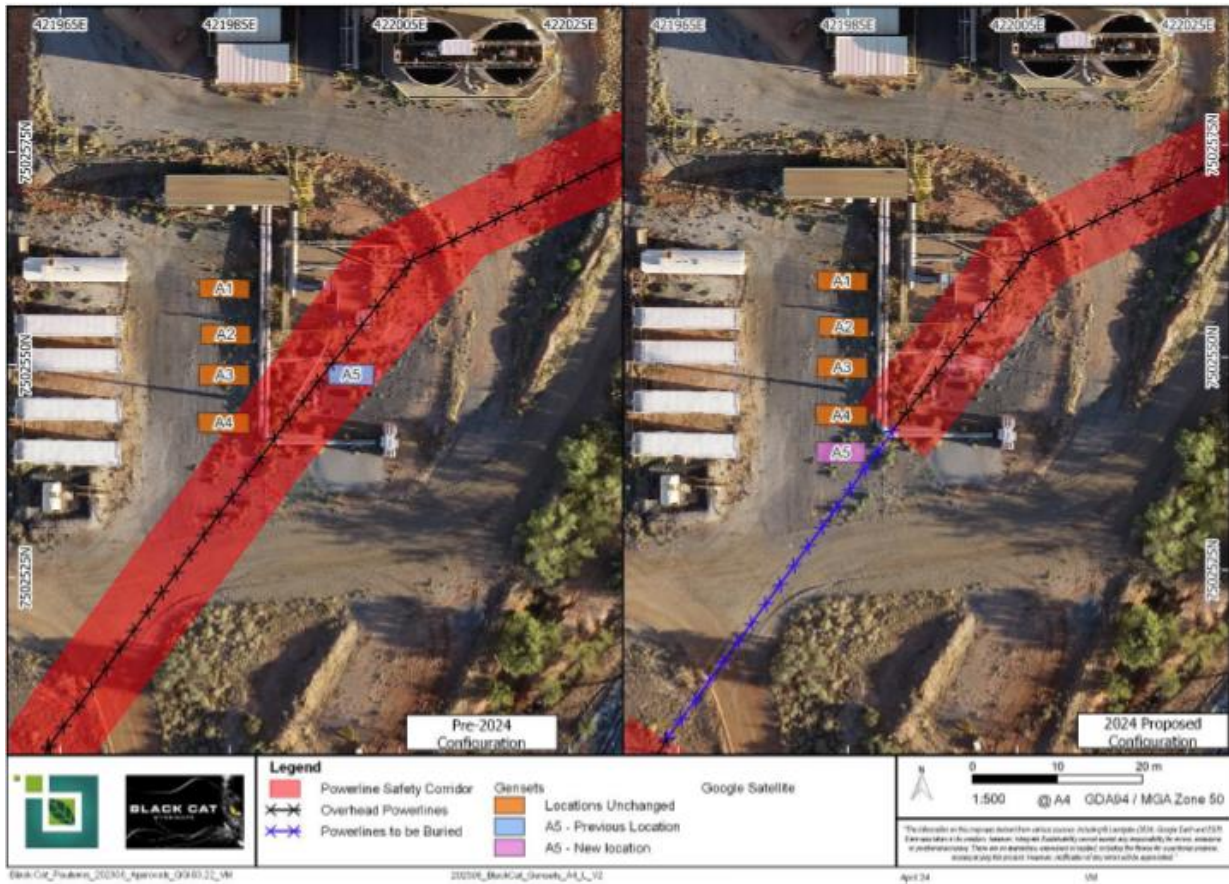 421965E
421985E
422005E
422025E
421965E
421985E
422005E
422025E
7502575N
7502550N
7502525N
A1
A2
A3
A4
A5
Pre-2024
Configuration
A1
A2
A3
A4
A5
7502575N
7502550N
7502525N
2024 Proposed
Configuration
BLACK CAT
Legend
Powerline Safety Corridor
Overhead Powerlines
Powerlines to be Buried
Gensets
Locations Unchanged
A5 - Previous Location
A5 - New location
Google Satellite
N
0 10 20 m
1:500 @ A4 GDA94 / MGA Zone 50
April 24
VM